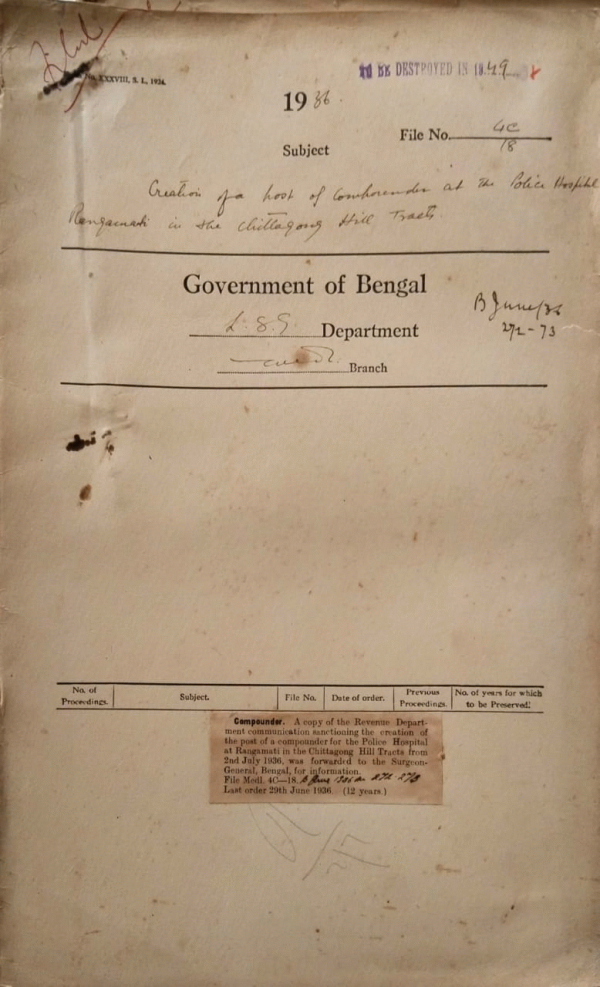 XXXVIII, S. L., 1934.
TO BE DESTROYED IN 1949
1936.
File No. 4C/18
Subject
Creation of a post of Compounder at the Police Hospital
Rangamati in the Chittagong Hill Tracts.
Government of Bengal
L. S. G. Department
B June/36
272-73
Branch
No. of Proceedings.
Subject.
File No.
Date of order.
Previous Proceedings.
No. of years for which to be Preserved.
Compounder. A copy of the Revenue Depart-
ment communication sanctioning the creation of
the post of a compounder for the Police Hospital
at Rangamati in the Chittagong Hill Tracts from
2nd July 1936, was forwarded to the Surgeon-
General, Bengal, for information.
File Medl. 4C—18. B June
Last order 29th June 1936. (12 years)